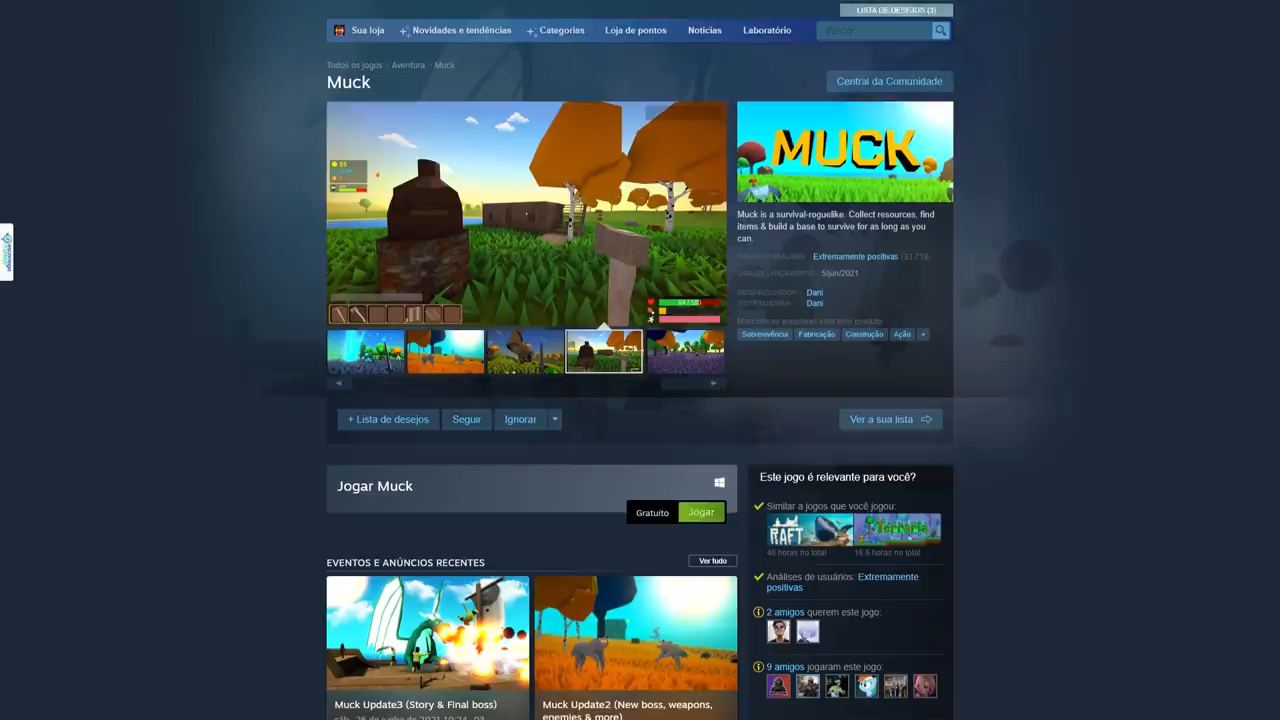 LISTA DE DESEJOS (3)
Sua loja
Novidades e tendências
Categorias
Loja de pontos
Notícias
Laboratório
Buscar
Todos os jogos Aventura Muck
Muck
Central da Comunidade
MUCK
Muck is a survival-roguelike. Collect resources, find
items & build a base to survive for as long as you
can.
Extremamente positivas (33.719)
5/jun/2021
DESENVOLVEDOR: Dani
DISTRIBUIDORA: Dani
Sobrevivência Fabricação Construção Ação +
+ Lista de desejos
Seguir
Ignorar
Ver a sua lista
Jogar Muck
Gratuito
Jogar
EVENTOS E ANÚNCIOS RECENTES
Ver tudo
Muck Update3 (Story & Final boss)
Muck Update2 (New boss, weapons,
enemies & more)
Este jogo é relevante para você?
Similar a jogos que você jogou:
RAFT
Terraria
40 horas no total
16.6 horas no total
Análises de usuários: Extremamente
positivas
2 amigos querem este jogo:
9 amigos jogaram este jogo: